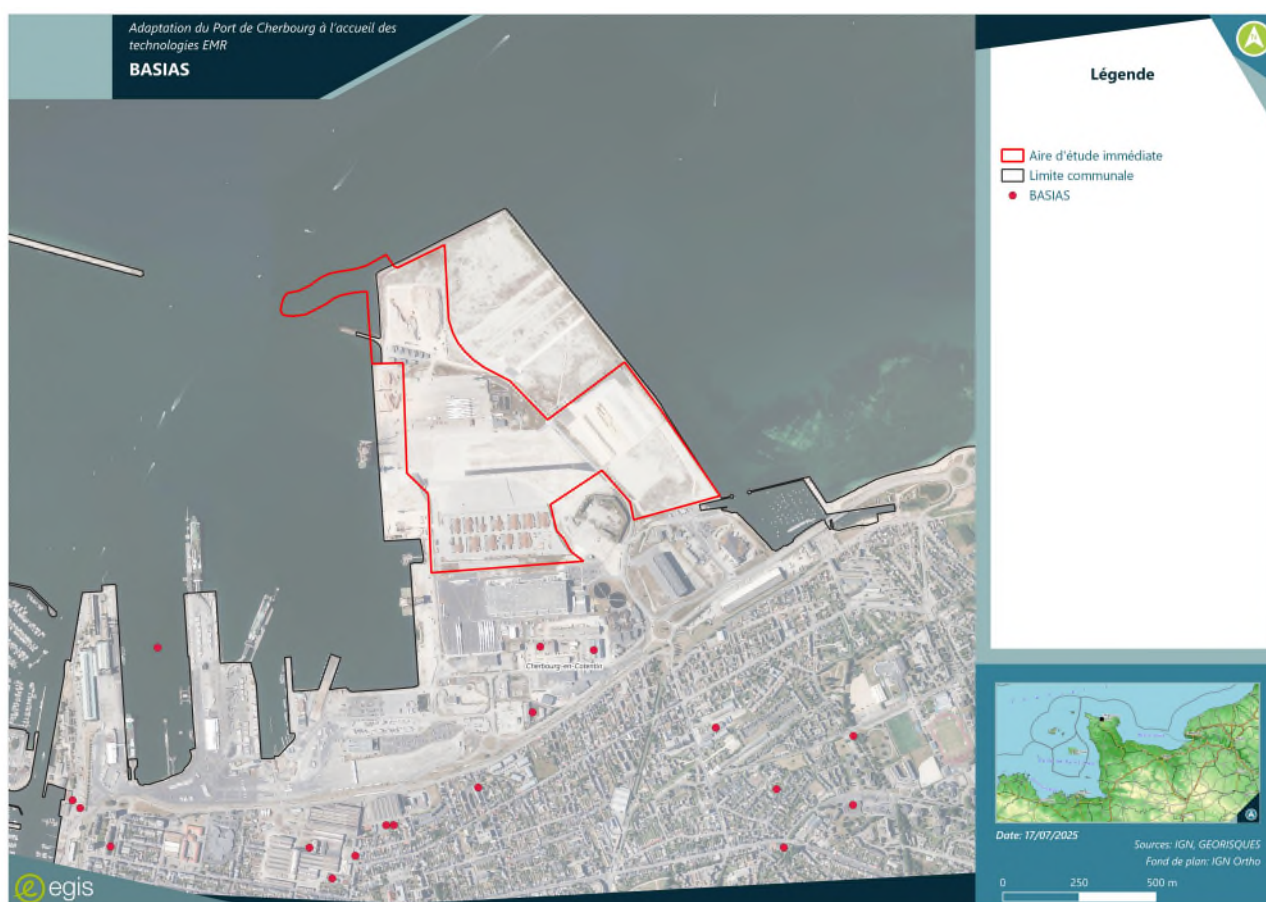 Adaptation du Port de Cherbourg à l'accueil des
technologies EMR
BASIAS
Légende
Aire d'étude immédiate
Limite communale
BASIAS
Cherbourg-en-Cotentin
Date: 17/07/2025
Sources: IGN, GEORISQUES
Fond de plan: IGN Ortho
0 250 500 m
egis